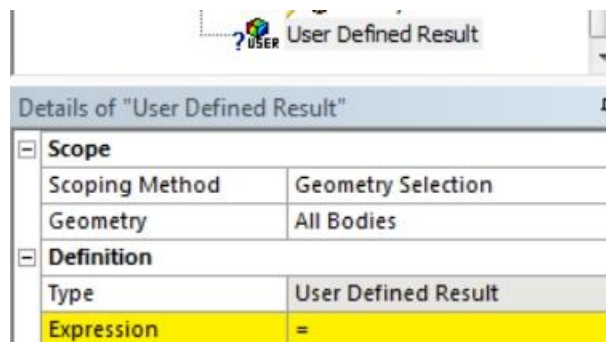 ?USER User Defined Result
Details of "User Defined Result"
Scope
Scoping Method Geometry Selection
Geometry All Bodies
Definition
Type User Defined Result
Expression =